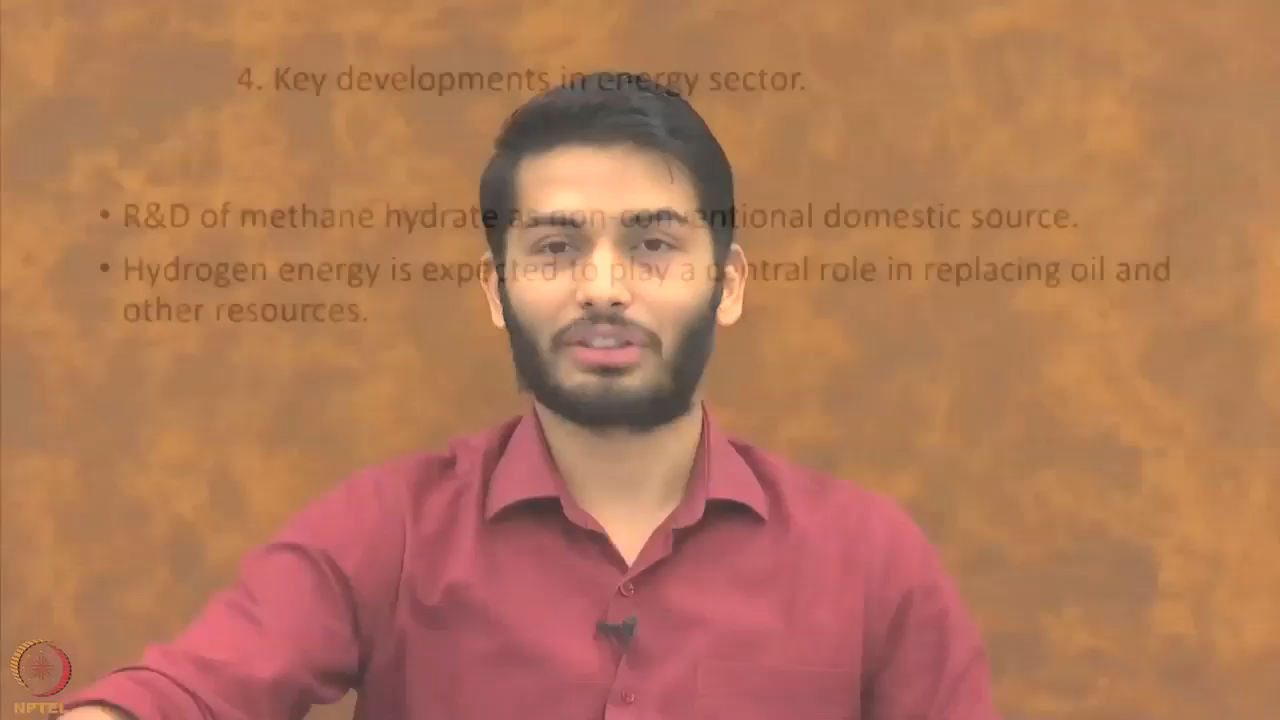 4. Key developments in energy sector.
• R&D of methane hydrate as non-conventional domestic source.
• Hydrogen energy is expected to play a central role in replacing oil and
other resources.
NPTEL